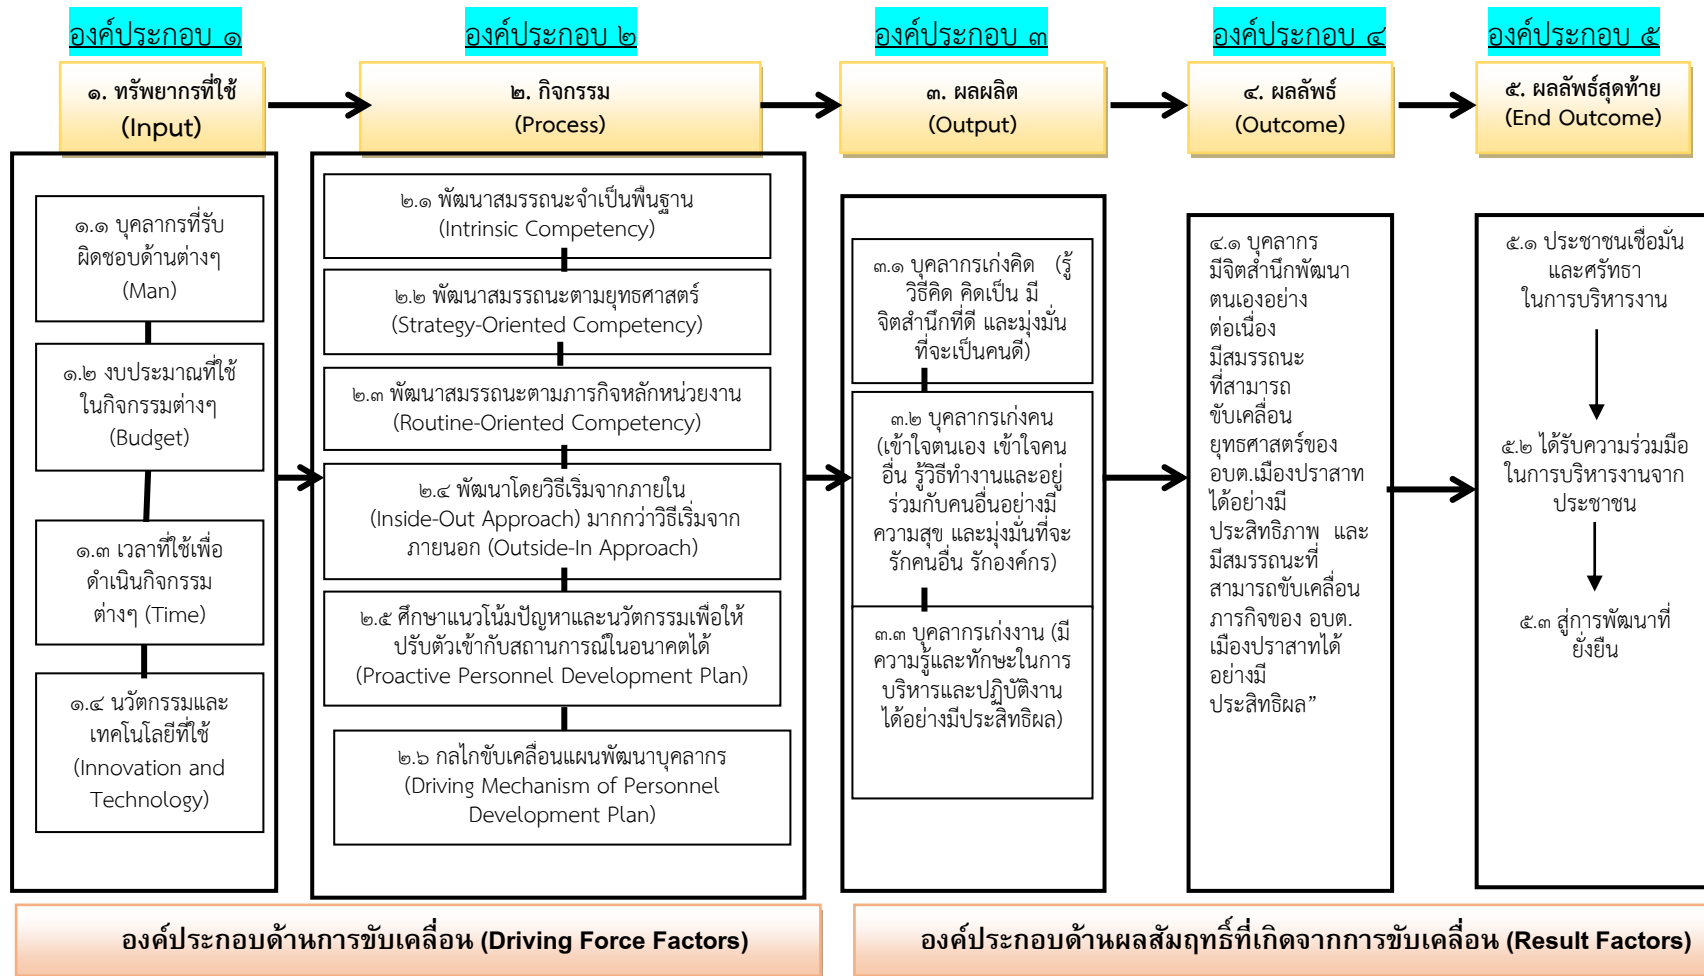 องค์ประกอบ ๑
องค์ประกอบ ๒
องค์ประกอบ ๓
องค์ประกอบ ๔
องค์ประกอบ ๕
๑. ทรัพยากรที่ใช้
(Input)
๒. กิจกรรม
(Process)
๓. ผลผลิต
(Output)
๔. ผลลัพธ์
(Outcome)
๕. ผลลัพธ์สุดท้าย
(End Outcome)
๑.๑ บุคลากรที่รับ
ผิดชอบด้านต่างๆ
(Man)
๑.๒ งบประมาณที่ใช้
ในกิจกรรมต่างๆ
(Budget)
๑.๓ เวลาที่ใช้เพื่อ
ดำเนินกิจกรรม
ต่างๆ (Time)
๑.๔ นวัตกรรมและ
เทคโนโลยีที่ใช้
(Innovation and
Technology)
๒.๑ พัฒนาสมรรถนะจำเป็นพื้นฐาน
(Intrinsic Competency)
๒.๒ พัฒนาสมรรถนะตามยุทธศาสตร์
(Strategy-Oriented Competency)
๒.๓ พัฒนาสมรรถนะตามภารกิจหลักหน่วยงาน
(Routine-Oriented Competency)
๒.๔ พัฒนาโดยวิธีเริ่มจากภายใน
(Inside-Out Approach) มากกว่าวิธีเริ่มจาก
ภายนอก (Outside-In Approach)
๒.๕ ศึกษาแนวโน้มปัญหาและนวัตกรรมเพื่อให้
ปรับตัวเข้ากับสถานการณ์ในอนาคตได้
(Proactive Personnel Development Plan)
๒.๖ กลไกขับเคลื่อนแผนพัฒนาบุคลากร
(Driving Mechanism of Personnel
Development Plan)
๓.๑ บุคลากรเก่งคิด (รู้
วิธีคิด คิดเป็น มี
จิตสำนึกที่ดี และมุ่งมั่น
ที่จะเป็นคนดี)
๓.๒ บุคลากรเก่งคน
(เข้าใจตนเอง เข้าใจคน
อื่น รู้วิธีทำงานและอยู่
ร่วมกับคนอื่นอย่างมี
ความสุข และมุ่งมั่นที่จะ
รักคนอื่น รักองค์กร)
๓.๓ บุคลากรเก่งงาน (มี
ความรู้และทักษะในการ
บริหารและปฏิบัติงาน
ได้อย่างมีประสิทธิผล)
๔.๑ บุคลากร
มีจิตสำนึกพัฒนา
ตนเองอย่าง
ต่อเนื่อง
มีสมรรถนะ
ที่สามารถ
ขับเคลื่อน
ยุทธศาสตร์ของ
อบต.เมืองปราสาท
ได้อย่างมี
ประสิทธิภาพ และ
มีสมรรถนะที่
สามารถขับเคลื่อน
ภารกิจของ อบต.
เมืองปราสาทได้
อย่างมี
ประสิทธิผล”
๕.๑ ประชาชนเชื่อมั่น
และศรัทธา
ในการบริหารงาน
๕.๒ ได้รับความร่วมมือ
ในการบริหารงานจาก
ประชาชน
๕.๓ สู่การพัฒนาที่
ยั่งยืน
องค์ประกอบด้านการขับเคลื่อน (Driving Force Factors)
องค์ประกอบด้านผลสัมฤทธิ์ที่เกิดจากการขับเคลื่อน (Result Factors)